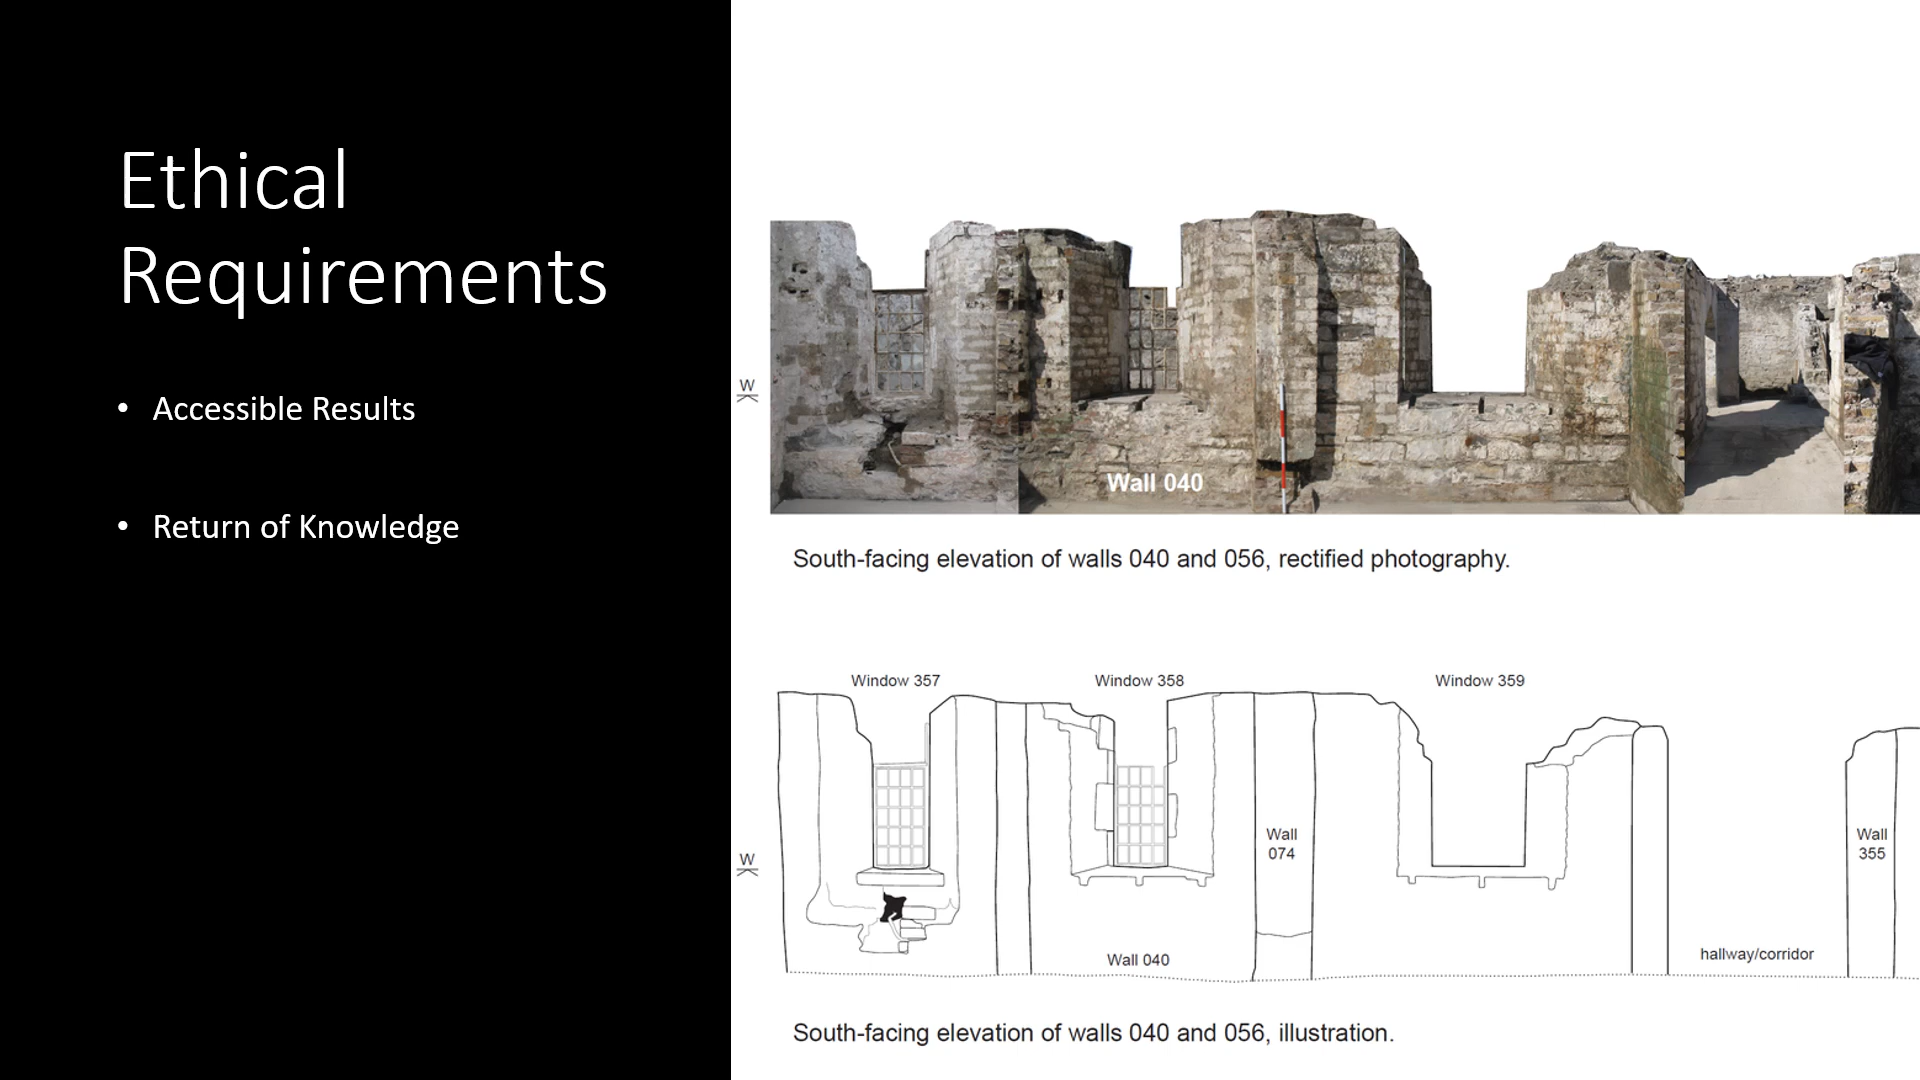 Ethical
Requirements
• Accessible Results
• Return of Knowledge
W
Wall 040
South-facing elevation of walls 040 and 056, rectified photography.
Window 357
Window 358
Window 359
Wall
074
Wall
355
W
Wall 040
hallway/corridor
South-facing elevation of walls 040 and 056, illustration.